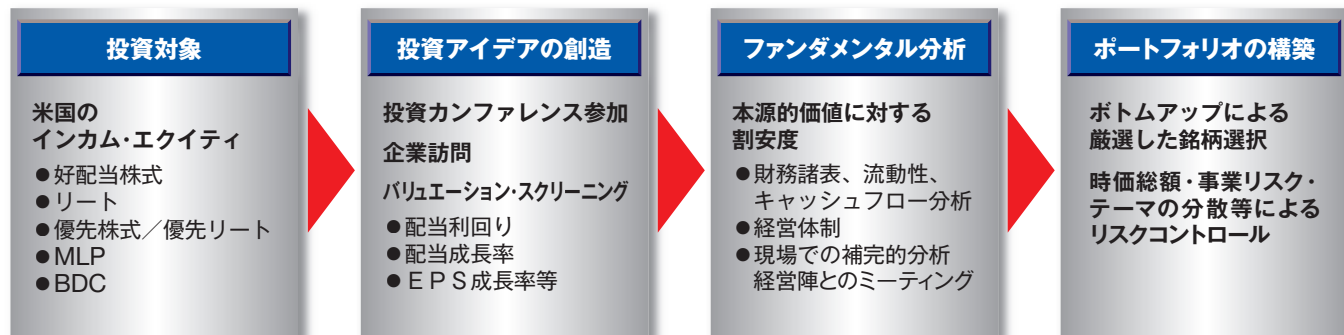 投資対象
米国の
インカム・エクイティ
●好配当株式
●リート
●優先株式／優先リート
●MLP
●BDC
投資アイデアの創造
投資カンファレンス参加
企業訪問
バリュエーション・スクリーニング
●配当利回り
●配当成長率
●ＥＰＳ成長率等
ファンダメンタル分析
本源的価値に対する
割安度
●財務諸表、流動性、
キャッシュフロー分析
●経営体制
●現場での補完的分析
経営陣とのミーティング
ポートフォリオの構築
ボトムアップによる
厳選した銘柄選択
時価総額・事業リスク・
テーマの分散等による
リスクコントロール